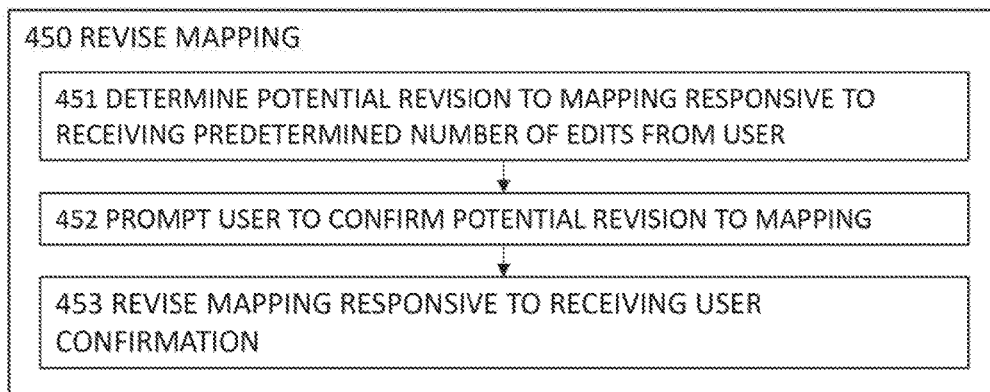 450 REVISE MAPPING
451 DETERMINE POTENTIAL REVISION TO MAPPING RESPONSIVE TO
RECEIVING PREDETERMINED NUMBER OF EDITS FROM USER
452 PROMPT USER TO CONFIRM POTENTIAL REVISION TO MAPPING
453 REVISE MAPPING RESPONSIVE TO RECEIVING USER
CONFIRMATION